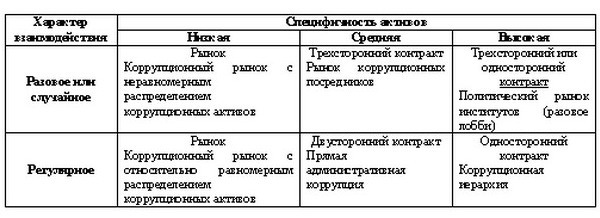 Характер взаимодействия
Специфичность активов
Низкая
Средняя
Высокая
Разовое или
случайное
Рынок
Коррупционный рынок с
неравномерным
распределением
коррупционных активов
Трехсторонний контракт
Рынок коррупционных
посредников
Трехсторонний или
односторонний
контракт
Политический рынок
институтов (разовое
лобби)
Регулярное
Рынок
Коррупционный рынок с
относительно равномерным
распределением
коррупционных активов
Двусторонний контракт
Прямая
административная
коррупция
Односторонний
контракт
Коррупционная
иерархия